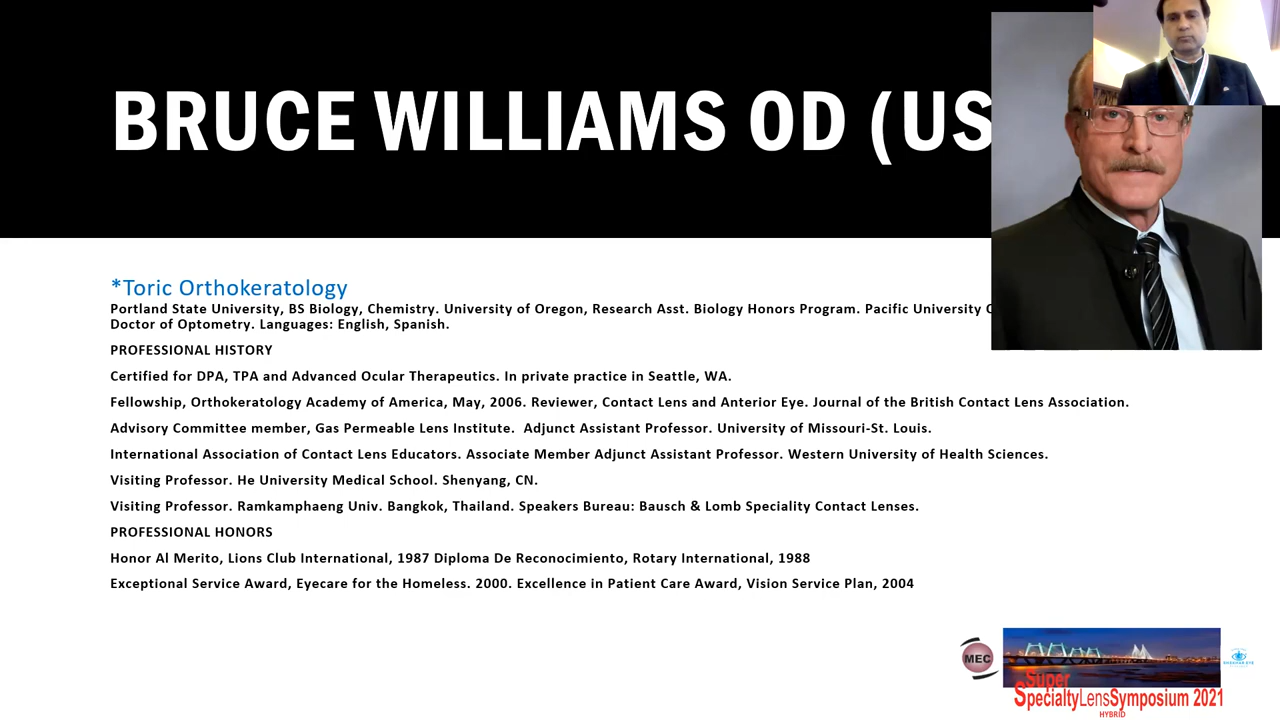 BRUCE WILLIAMS OD (US
*Toric Orthokeratology
Portland State University, BS Biology, Chemistry. University of Oregon, Research Asst. Biology Honors Program. Pacific University
Doctor of Optometry. Languages: English, Spanish.
PROFESSIONAL HISTORY
Certified for DPA, TPA and Advanced Ocular Therapeutics. In private practice in Seattle, WA.
Fellowship, Orthokeratology Academy of America, May, 2006. Reviewer, Contact Lens and Anterior Eye. Journal of the British Contact Lens Association.
Advisory Committee member, Gas Permeable Lens Institute. Adjunct Assistant Professor. University of Missouri-St. Louis.
International Association of Contact Lens Educators. Associate Member Adjunct Assistant Professor. Western University of Health Sciences.
Visiting Professor. He University Medical School. Shenyang, CN.
Visiting Professor. Ramkamphaeng Univ. Bangkok, Thailand. Speakers Bureau: Bausch & Lomb Speciality Contact Lenses.
PROFESSIONAL HONORS
Honor Al Merito, Lions Club International, 1987 Diploma De Reconocimiento, Rotary International, 1988
Exceptional Service Award, Eyecare for the Homeless. 2000. Excellence in Patient Care Award, Vision Service Plan, 2004
MEC
Super
SpecialtyLensSymposium 2021
HYBRID